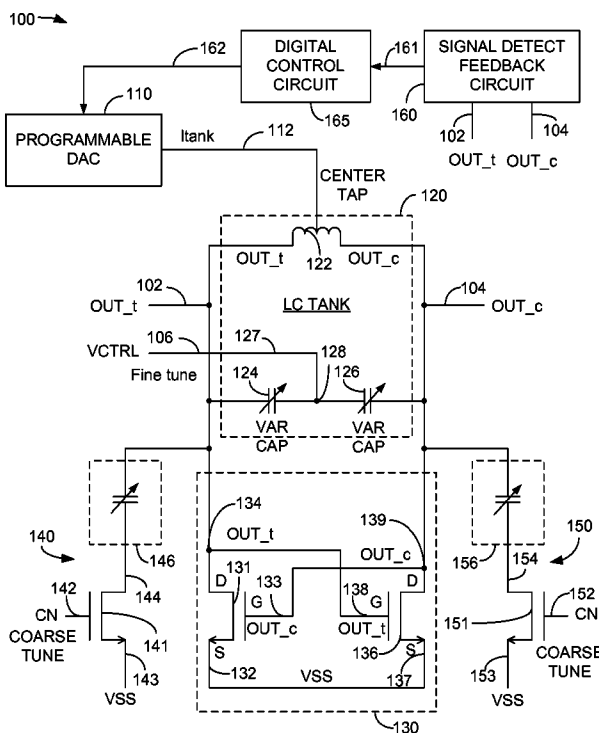 100
162
DIGITAL CONTROL CIRCUIT
165
161
SIGNAL DETECT FEEDBACK CIRCUIT
160
102
104
OUT_t
OUT_c
110
PROGRAMMABLE DAC
Itank
112
CENTER TAP
120
122
OUT_t
OUT_c
102
OUT_t
LC TANK
104
OUT_c
106
127
VCTRL
Fine tune
128
124
126
VAR CAP
VAR CAP
134
139
OUT_t
OUT_c
140
146
150
156
154
144
142
CN
COARSE TUNE
141
143
VSS
D
131
133
G
OUT_c
S
132
138
G
OUT_t
D
136
S
137
VSS
130
152
CN
151
COARSE TUNE
153
VSS